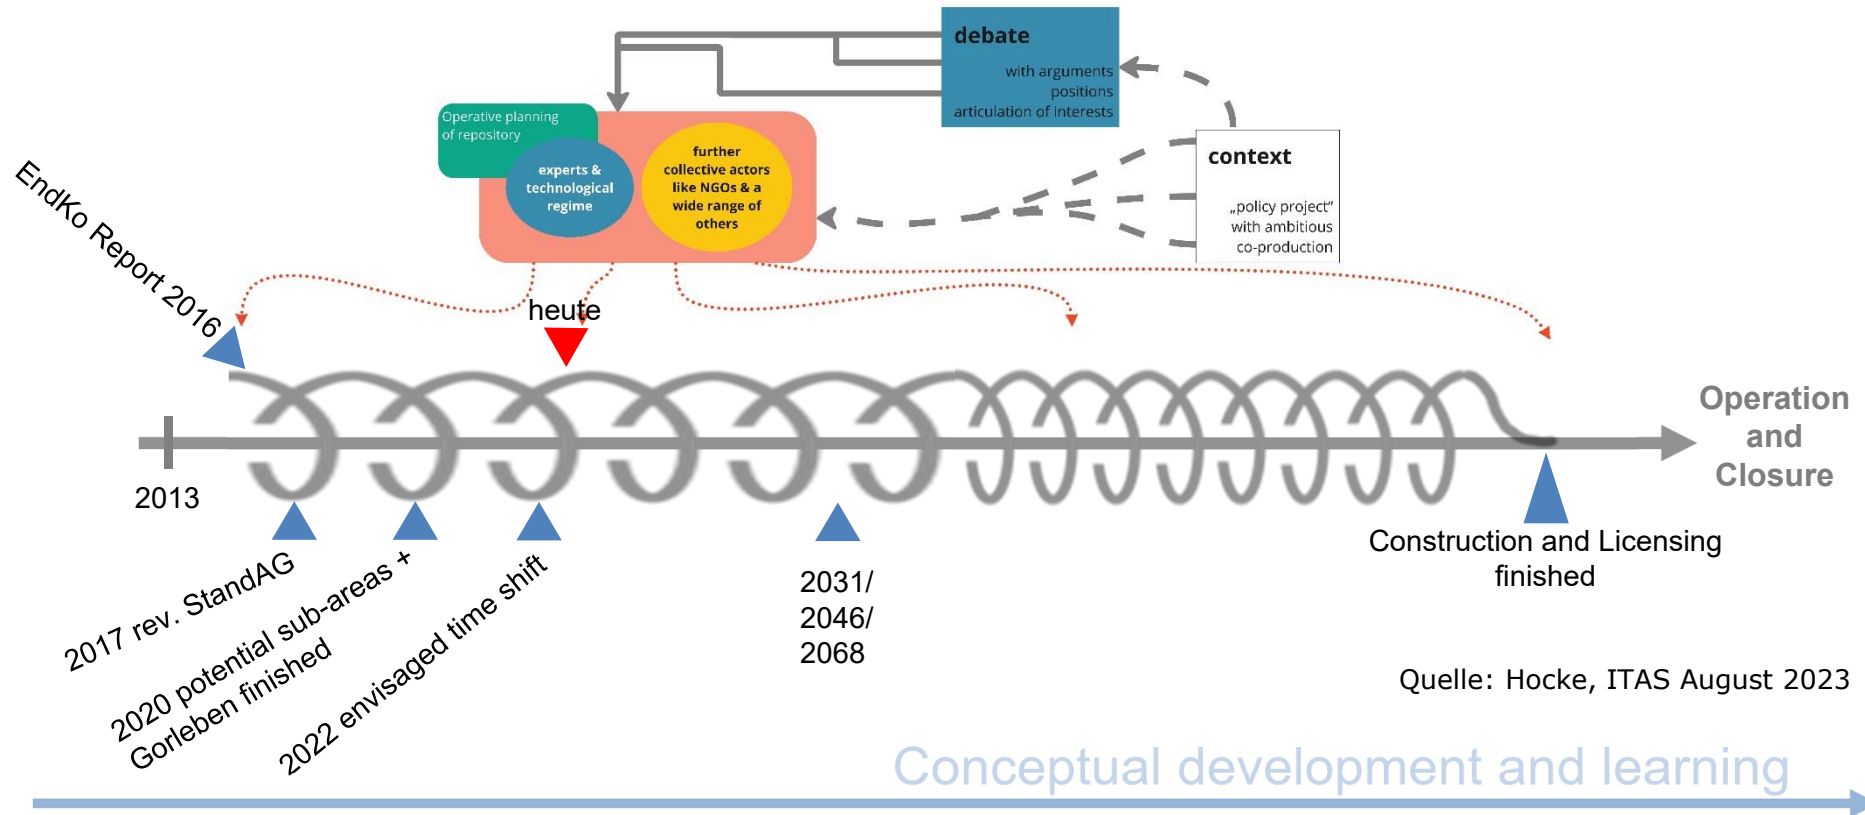 debate
with arguments
positions
articulation of interests
Operative planning
of repository
experts &
technological
regime
further
collective actors
like NGOs & a
wide range of
others
context
„policy project“
with ambitious
co-production
EndKo Report 2016
heute
2013
Operation
and
Closure
2017 rev. StandAG
2020 potential sub-areas +
Gorleben finished
2022 envisaged time shift
2031/
2046/
2068
Construction and Licensing
finished
Quelle: Hocke, ITAS August 2023
Conceptual development and learning